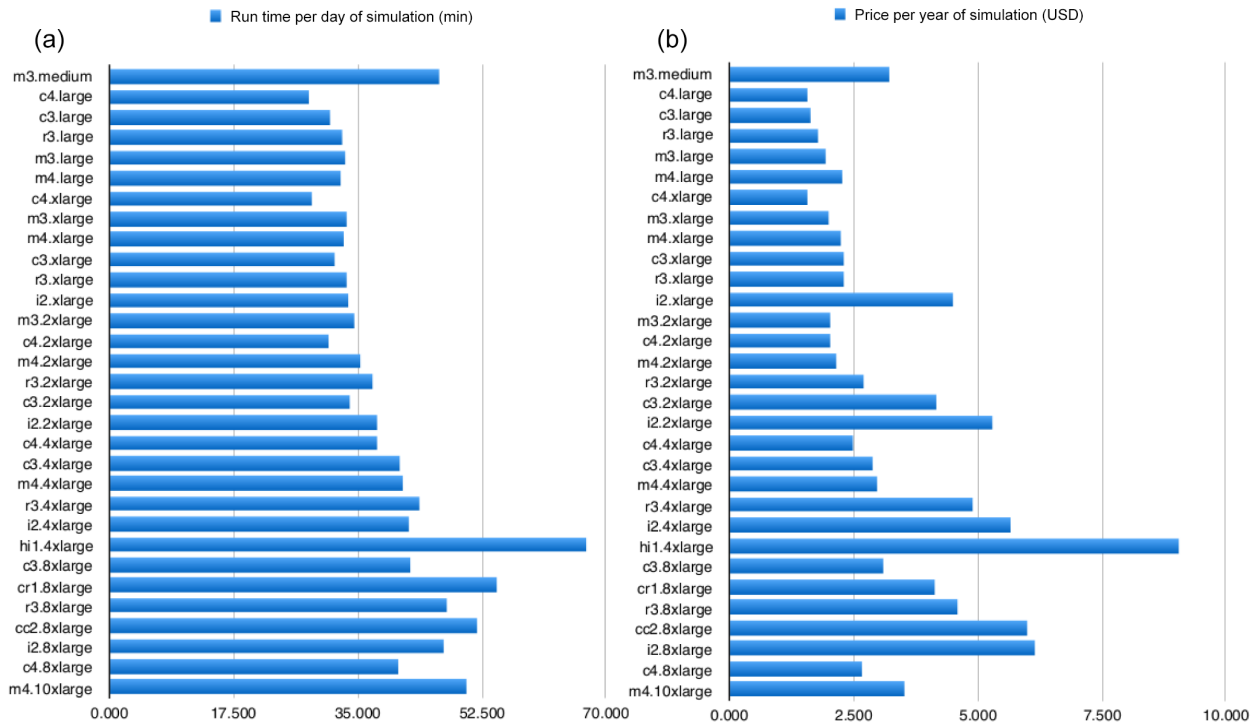 Run time per day of simulation (min)
(a)
m3.medium
c4.large
c3.large
r3.large
m3.large
m4.large
c4.xlarge
m3.xlarge
m4.xlarge
c3.xlarge
r3.xlarge
i2.xlarge
m3.2xlarge
c4.2xlarge
m4.2xlarge
r3.2xlarge
c3.2xlarge
i2.2xlarge
c4.4xlarge
c3.4xlarge
m4.4xlarge
r3.4xlarge
i2.4xlarge
hi1.4xlarge
c3.8xlarge
cr1.8xlarge
r3.8xlarge
cc2.8xlarge
i2.8xlarge
c4.8xlarge
m4.10xlarge
0.000 17.500 35.000 52.500 70.000
Price per year of simulation (USD)
(b)
m3.medium
c4.large
c3.large
r3.large
m3.large
m4.large
c4.xlarge
m3.xlarge
m4.xlarge
c3.xlarge
r3.xlarge
i2.xlarge
m3.2xlarge
c4.2xlarge
m4.2xlarge
r3.2xlarge
c3.2xlarge
i2.2xlarge
c4.4xlarge
c3.4xlarge
m4.4xlarge
r3.4xlarge
i2.4xlarge
hi1.4xlarge
c3.8xlarge
cr1.8xlarge
r3.8xlarge
cc2.8xlarge
i2.8xlarge
c4.8xlarge
m4.10xlarge
0.000 2.500 5.000 7.500 10.000